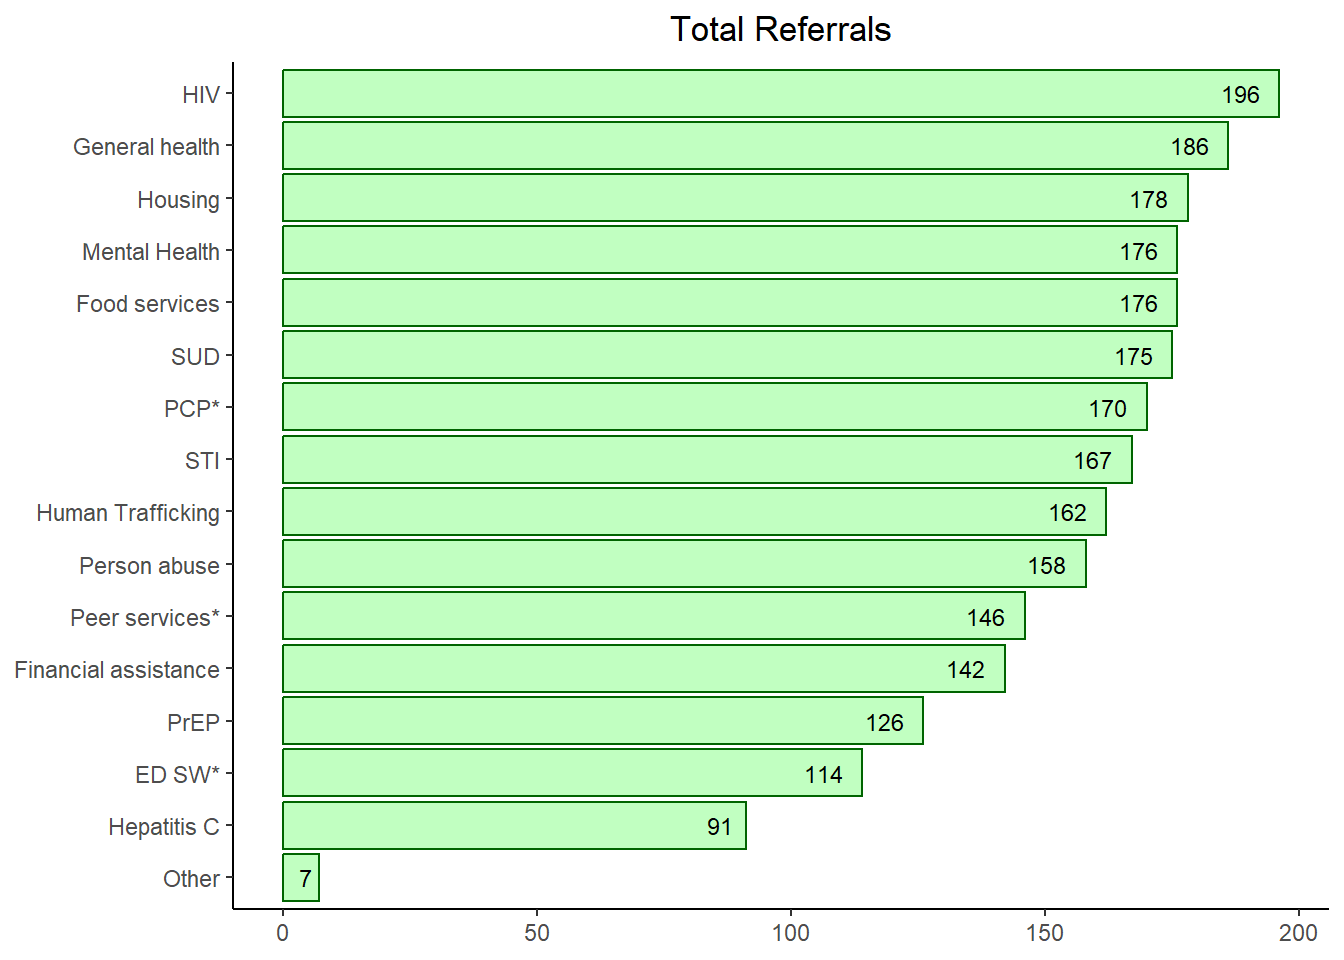 Total Referrals
HIV 196
General health 186
Housing 178
Mental Health 176
Food services 176
SUD 175
PCP* 170
STI 167
Human Trafficking 162
Person abuse 158
Peer services* 146
Financial assistance 142
PrEP 126
ED SW* 114
Hepatitis C 91
Other 7
0 50 100 150 200